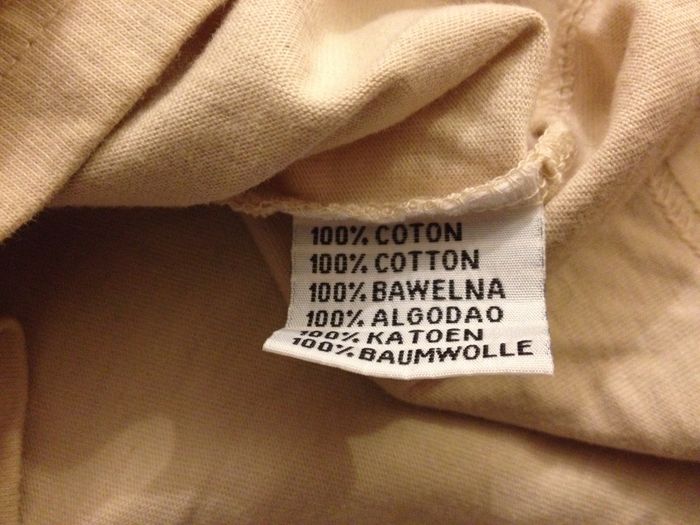 100% COTON
100% COTTON
100% BAWELNA
100% ALGODAO
100% KATOEN
100% BAUMWOLLE